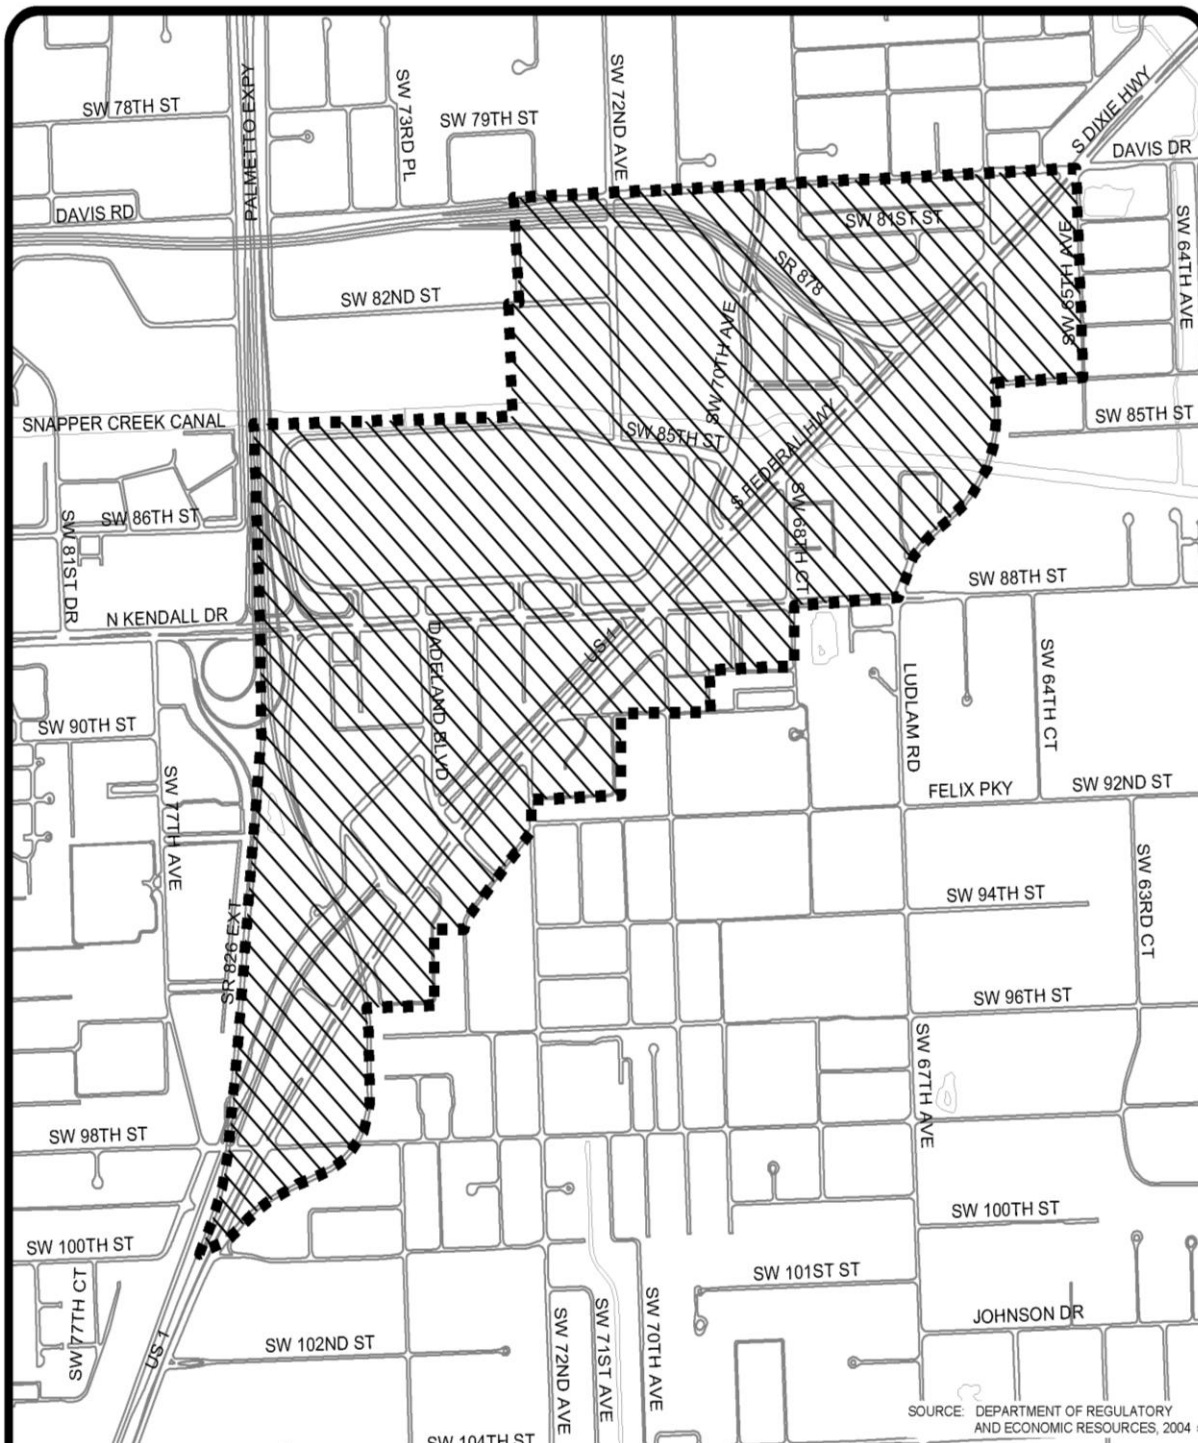 SW 78TH ST
PALMETTO EXPY
SW 73RD PL
SW 79TH ST
SW 72ND AVE
S DIXIE HWY
DAVIS DR
DAVIS RD
SW 81ST ST
SW 65TH AVE
SW 64TH AVE
SR 878
SW 82ND ST
SW 70TH AVE
SNAPPER CREEK CANAL
SW 85TH ST
SW 85TH ST
S FEDERAL HWY
SW 86TH ST
SW 81ST DR
SW 68TH CT
SW 88TH ST
N KENDALL DR
US 1
DADELAND BLVD
LUDLAM RD
SW 64TH CT
SW 90TH ST
SW 77TH AVE
FELIX PKY
SW 92ND ST
SW 94TH ST
SW 63RD CT
SR 826 EXT
SW 96TH ST
SW 67TH AVE
SW 98TH ST
SW 100TH ST
SW 100TH ST
SW 101ST ST
SW 77TH CT
US 1
SW 102ND ST
SW 72ND AVE
SW 71ST AVE
SW 70TH AVE
JOHNSON DR
SW 104TH ST
SOURCE: DEPARTMENT OF REGULATORY
AND ECONOMIC RESOURCES, 2004